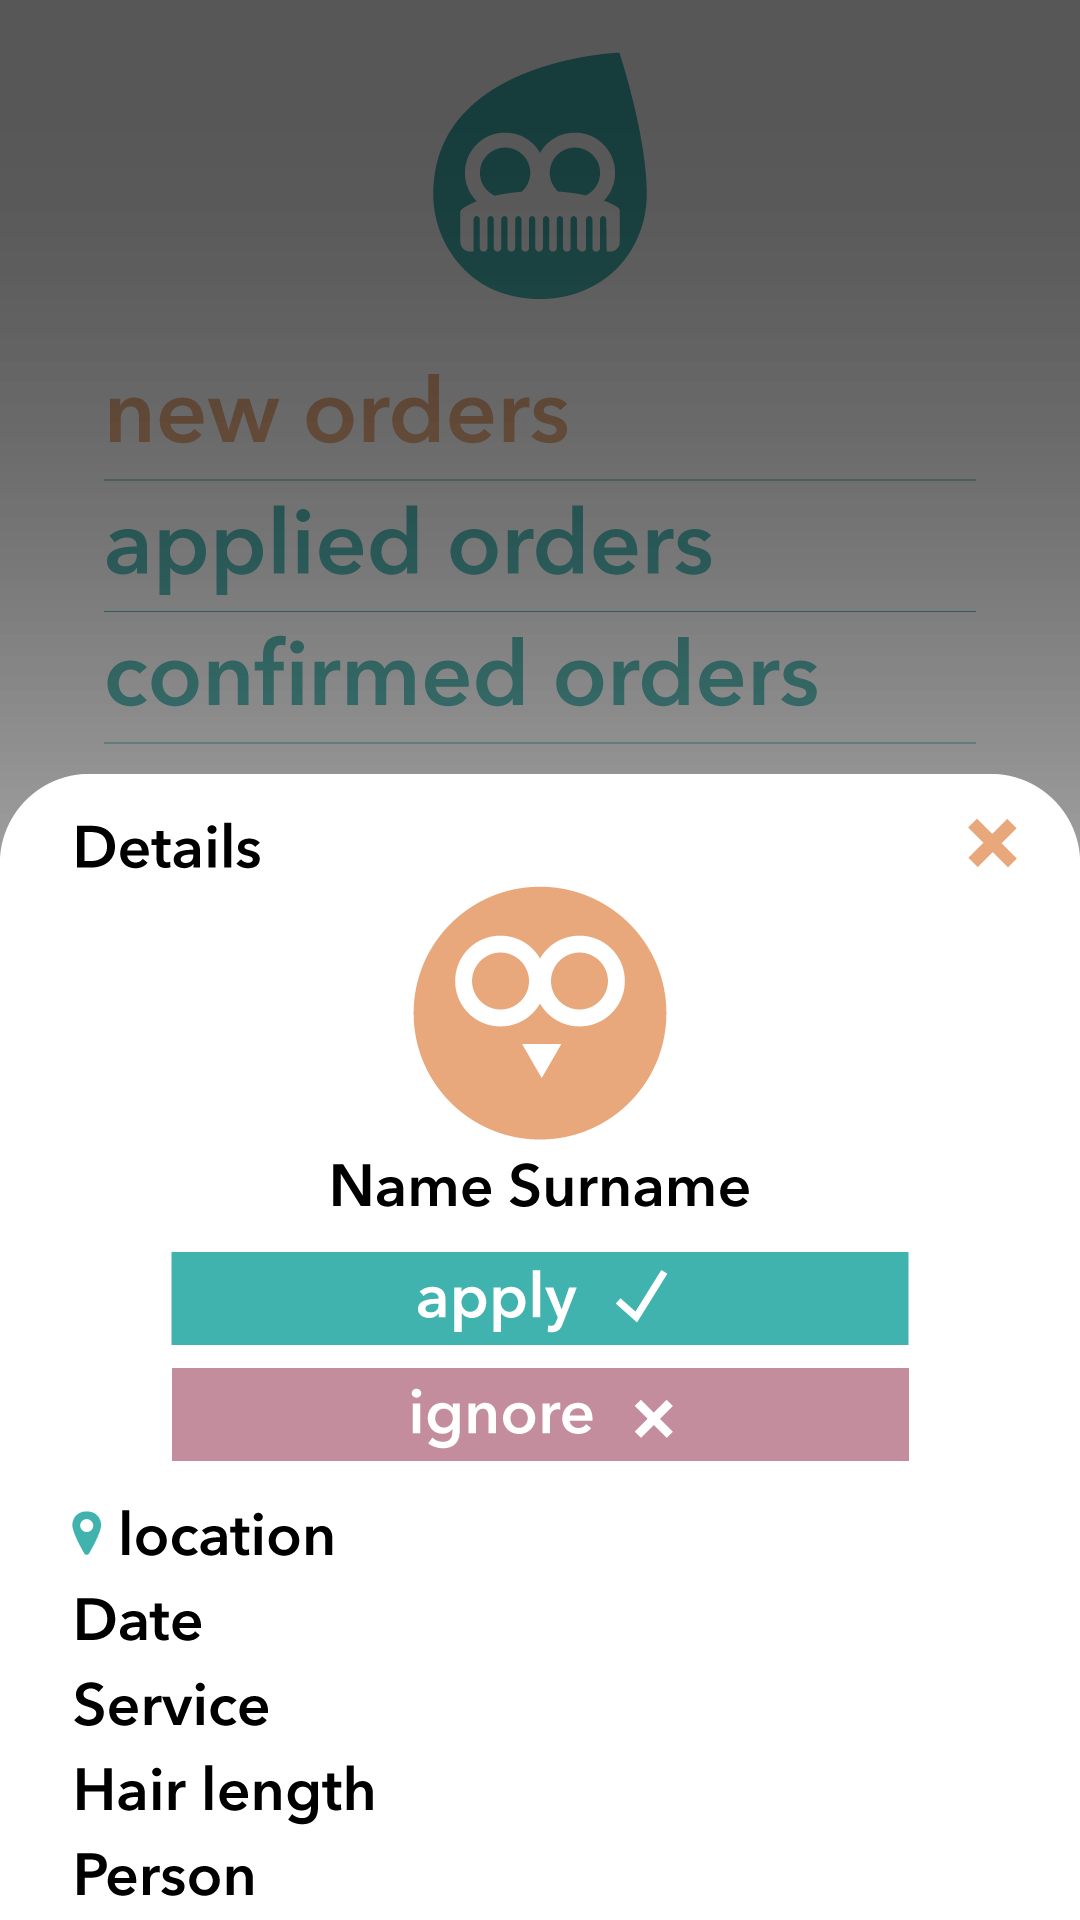 new orders
applied orders
confirmed orders
Details
Name Surname
apply
ignore
location
Date
Service
Hair length
Person